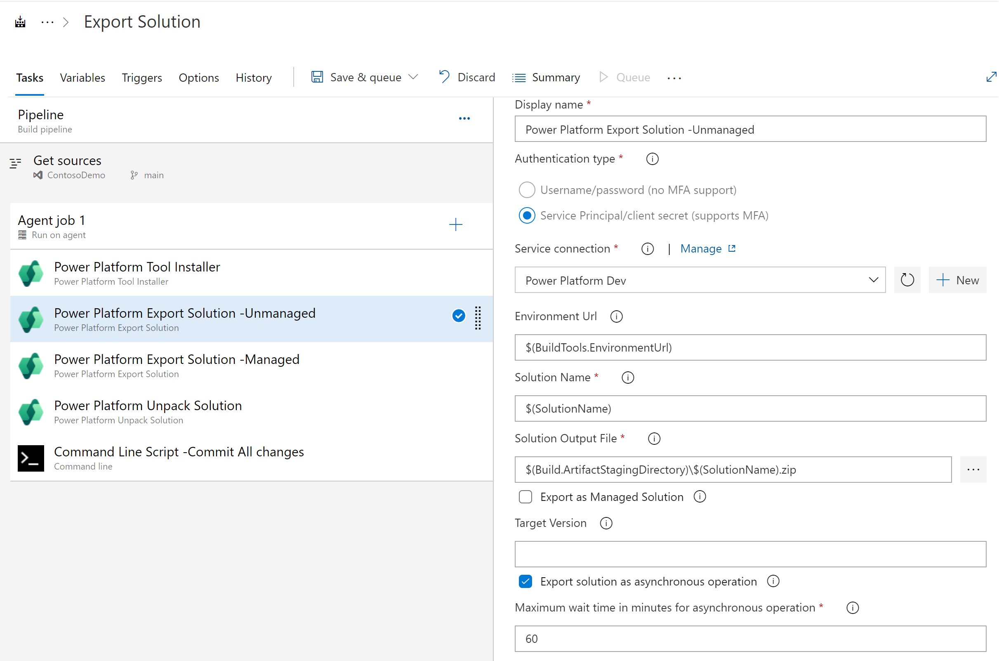 Export Solution
Tasks Variables Triggers Options History Save & queue Discard Summary Queue
Pipeline
Build pipeline
Get sources
ContosoDemo main
Agent job 1
Run on agent
Power Platform Tool Installer
Power Platform Tool Installer
Power Platform Export Solution -Unmanaged
Power Platform Export Solution
Power Platform Export Solution -Managed
Power Platform Export Solution
Power Platform Unpack Solution
Power Platform Unpack Solution
Command Line Script -Commit All changes
Command line
Display name *
Power Platform Export Solution -Unmanaged
Authentication type *
Username/password (no MFA support)
Service Principal/client secret (supports MFA)
Service connection * | Manage
Power Platform Dev New
Environment Url
$(BuildTools.EnvironmentUrl)
Solution Name *
$(SolutionName)
Solution Output File *
$(Build.ArtifactStagingDirectory)\$(SolutionName).zip
Export as Managed Solution
Target Version
Export solution as asynchronous operation
Maximum wait time in minutes for asynchronous operation *
60